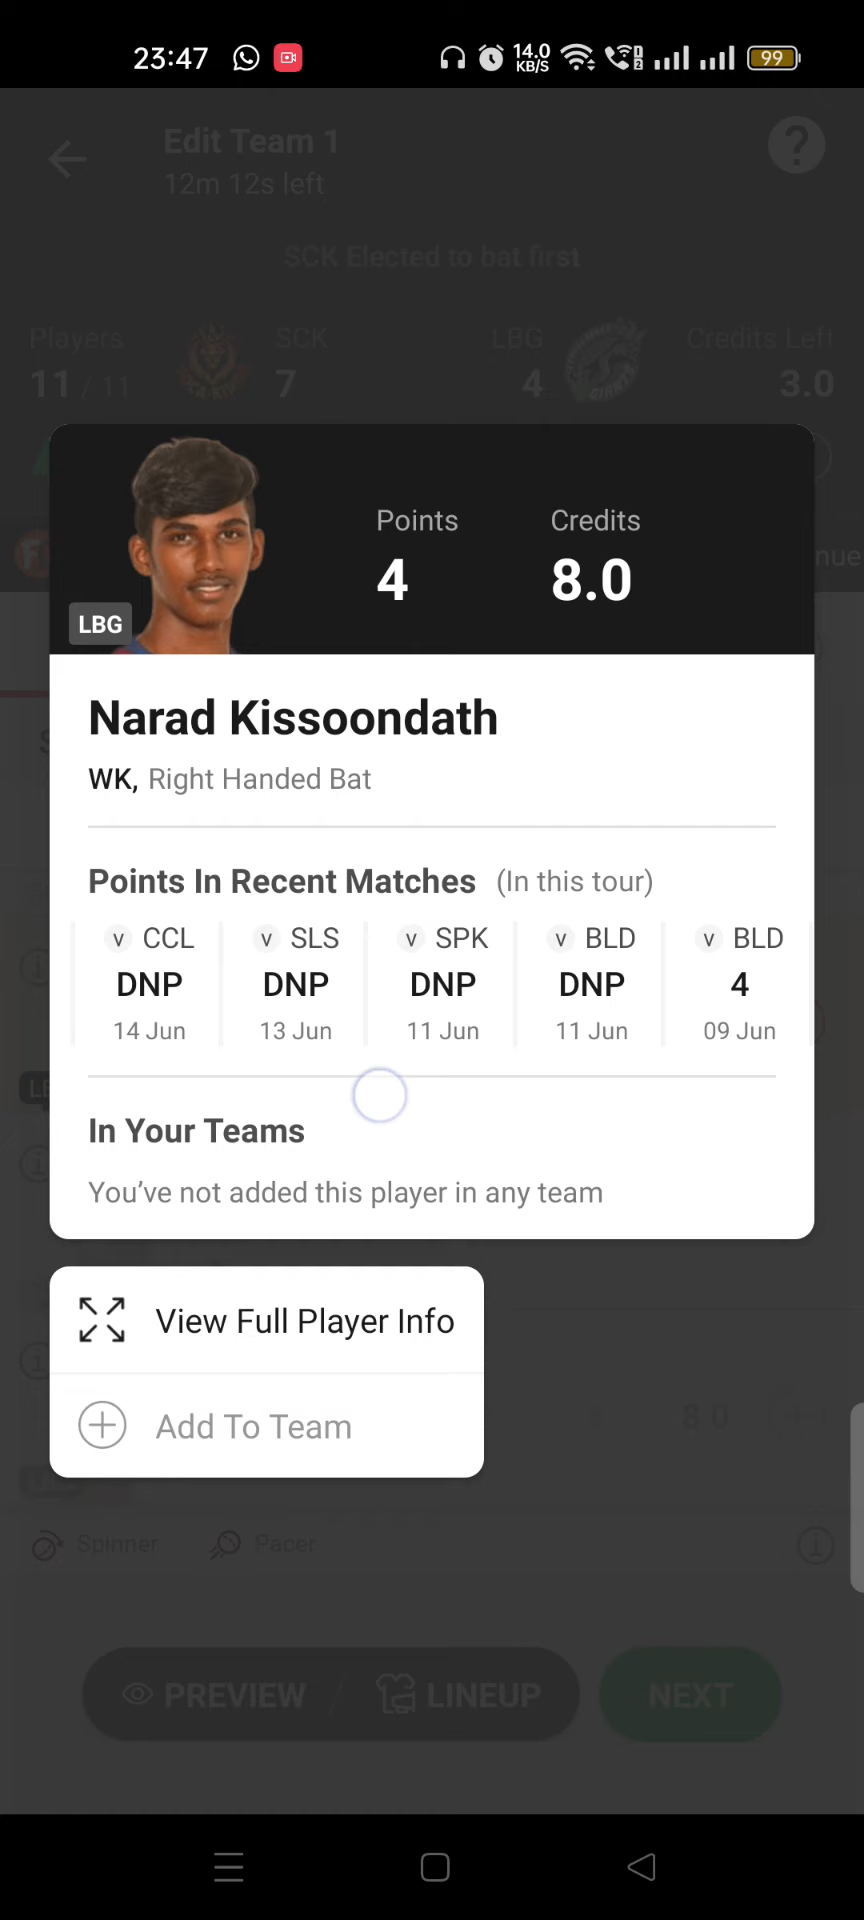 23:47 14.0 KB/S 99
Edit Team 1
12m 12s left
SCK Elected to bat first
Players SCK LBG Credits Left
11 / 11 7 4 3.0
Points Credits
4 8.0
LBG
Narad Kissoondath
WK, Right Handed Bat
Points In Recent Matches (In this tour)
v CCL v SLS v SPK v BLD v BLD
DNP DNP DNP DNP 4
14 Jun 13 Jun 11 Jun 11 Jun 09 Jun
In Your Teams
You’ve not added this player in any team
View Full Player Info
Add To Team
8.0
Spinner Pacer
PREVIEW / LINEUP NEXT